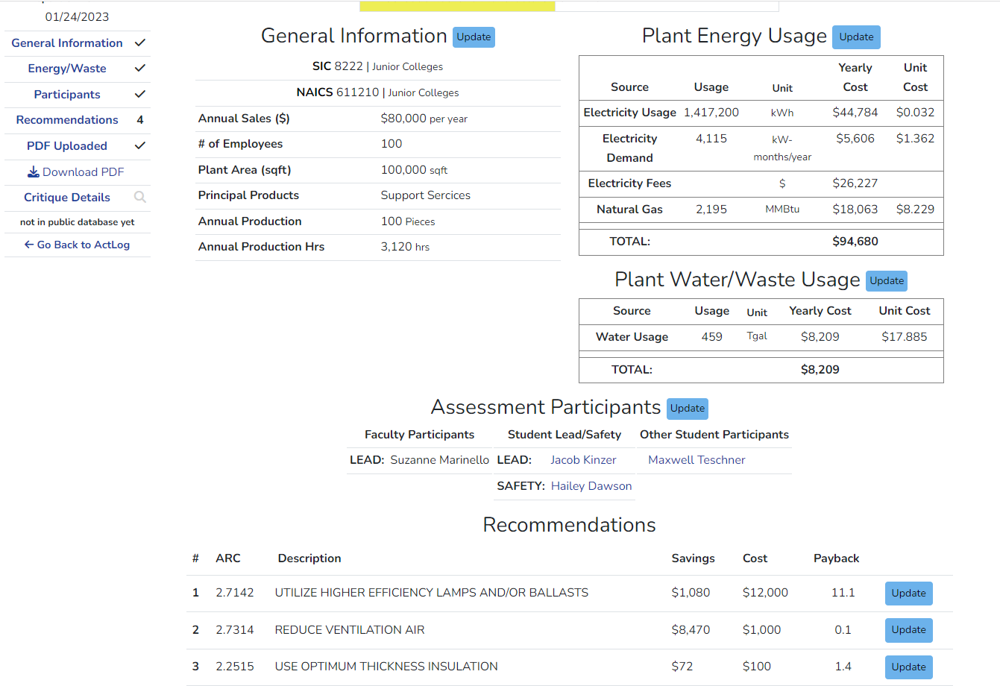 01/24/2023
General Information ✓
Energy/Waste ✓
Participants ✓
Recommendations 4
PDF Uploaded ✓
Download PDF
Critique Details
not in public database yet
← Go Back to ActLog
General Information Update
SIC 8222 | Junior Colleges
NAICS 611210 | Junior Colleges
Annual Sales ($) $80,000 per year
# of Employees 100
Plant Area (sqft) 100,000 sqft
Principal Products Support Sercices
Annual Production 100 Pieces
Annual Production Hrs 3,120 hrs
Plant Energy Usage Update
Source Usage Unit Yearly Cost Unit Cost
Electricity Usage 1,417,200 kWh $44,784 $0.032
Electricity Demand 4,115 kW-months/year $5,606 $1.362
Electricity Fees $ $26,227
Natural Gas 2,195 MMBtu $18,063 $8.229
TOTAL: $94,680
Plant Water/Waste Usage Update
Source Usage Unit Yearly Cost Unit Cost
Water Usage 459 Tgal $8,209 $17.885
TOTAL: $8,209
Assessment Participants Update
Faculty Participants Student Lead/Safety Other Student Participants
LEAD: Suzanne Marinello LEAD: Jacob Kinzer Maxwell Teschner
SAFETY: Hailey Dawson
Recommendations
# ARC Description Savings Cost Payback
1 2.7142 UTILIZE HIGHER EFFICIENCY LAMPS AND/OR BALLASTS $1,080 $12,000 11.1 Update
2 2.7314 REDUCE VENTILATION AIR $8,470 $1,000 0.1 Update
3 2.2515 USE OPTIMUM THICKNESS INSULATION $72 $100 1.4 Update